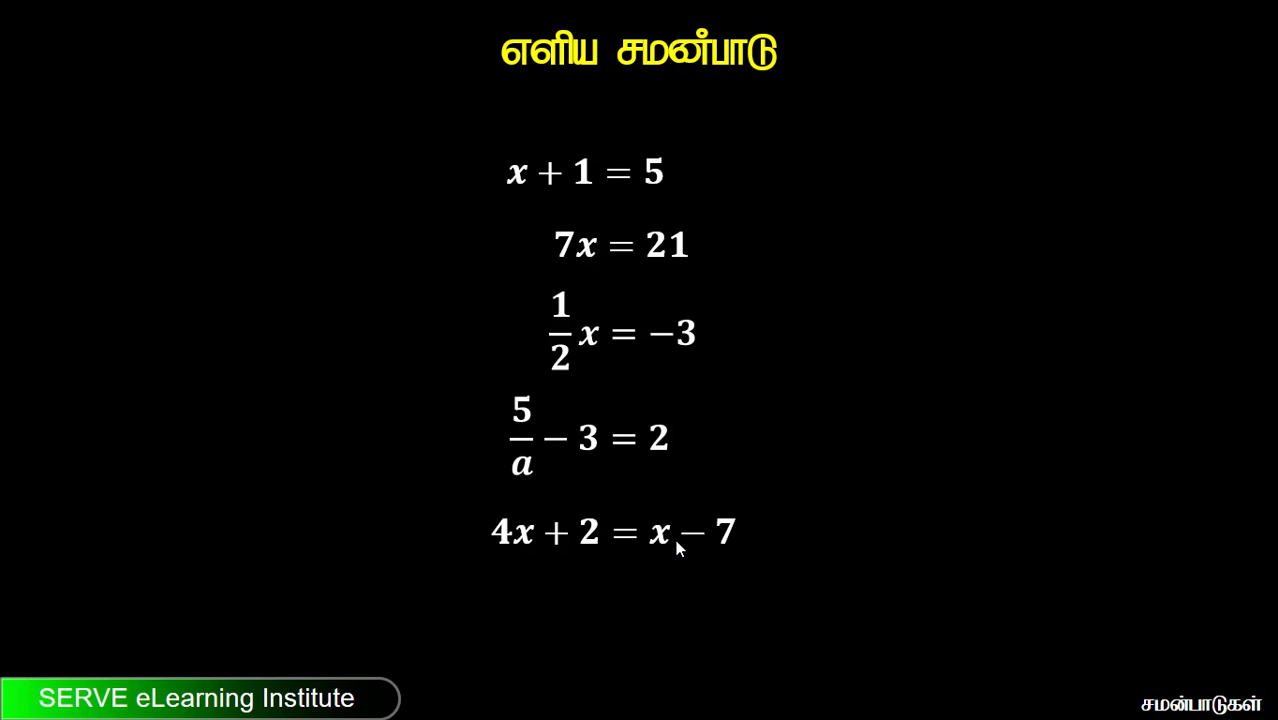 எளிய சமன்பாடு
x + 1 = 5
7x = 21
1/2 x = −3
5/a − 3 = 2
4x + 2 = x − 7
SERVE eLearning Institute
சமன்பாடுகள்